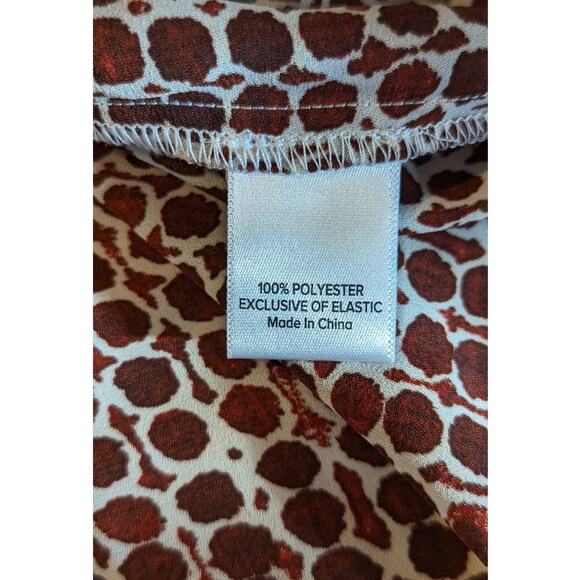 100% POLYESTER
EXCLUSIVE OF ELASTIC
Made In China